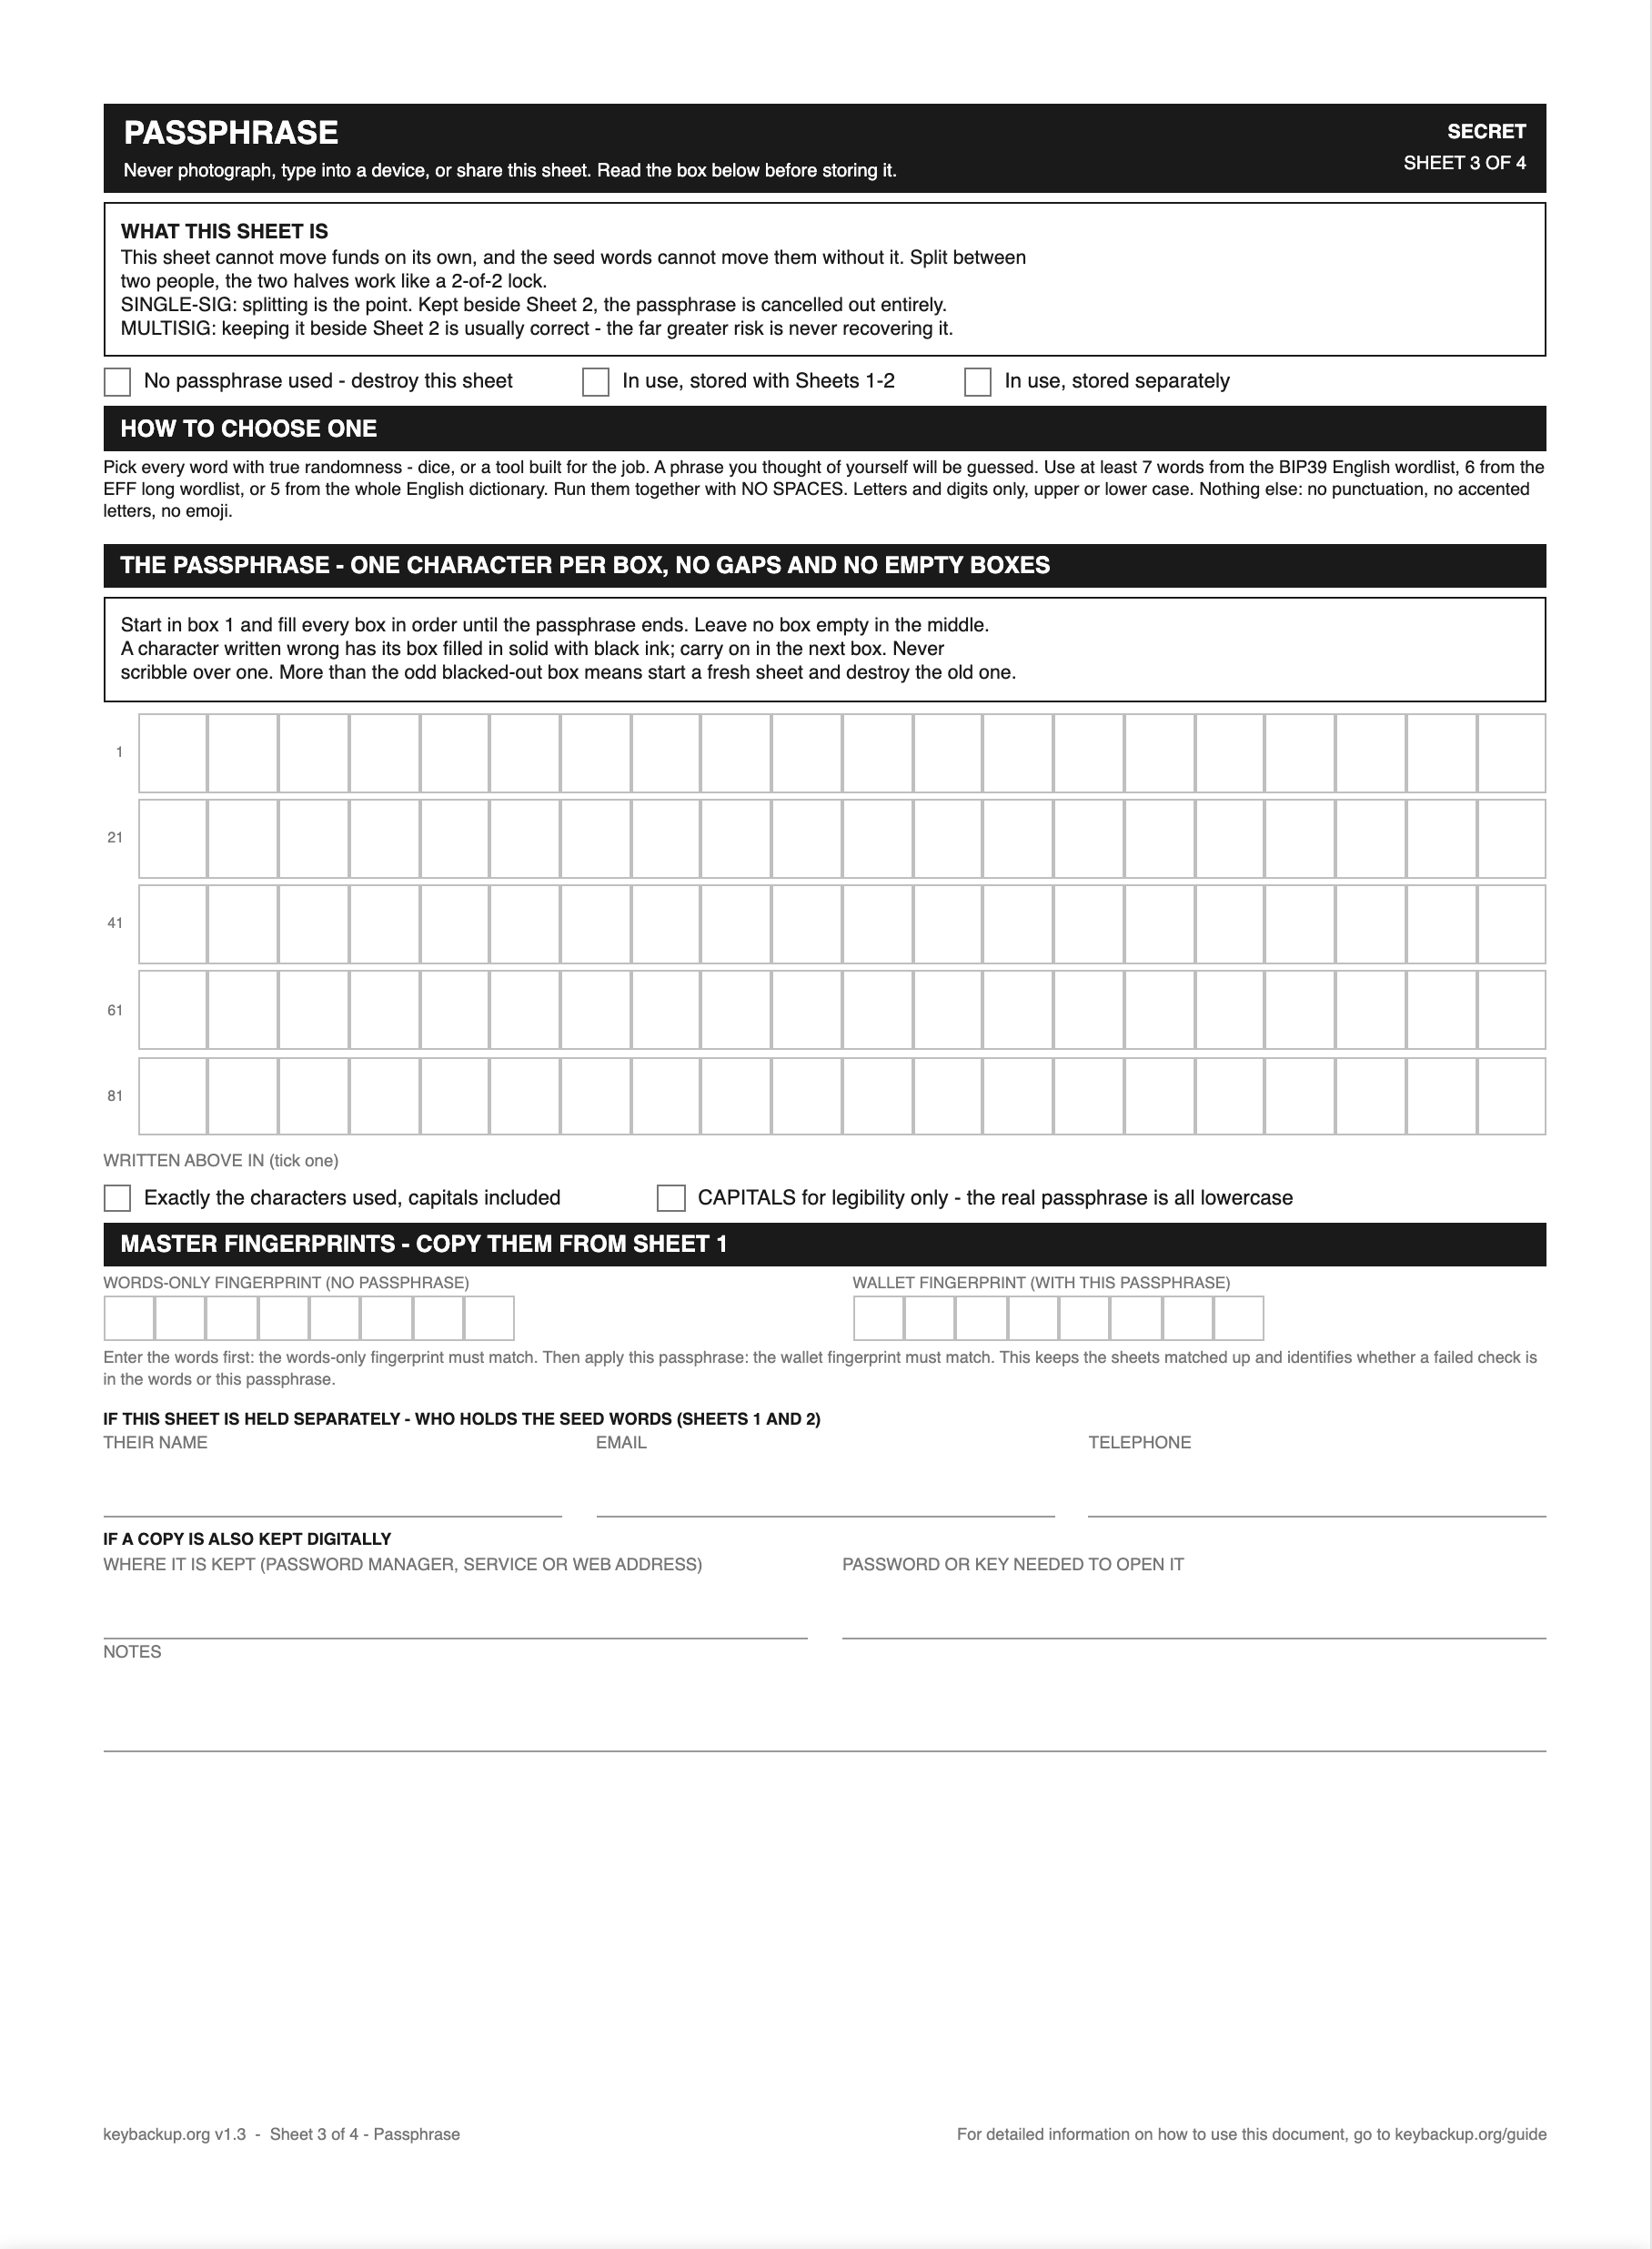 PASSPHRASE
SECRET
Never photograph, type into a device, or share this sheet. Read the box below before storing it.
SHEET 3 OF 4
WHAT THIS SHEET IS
This sheet cannot move funds on its own, and the seed words cannot move them without it. Split between
two people, the two halves work like a 2-of-2 lock.
SINGLE-SIG: splitting is the point. Kept beside Sheet 2, the passphrase is cancelled out entirely.
MULTISIG: keeping it beside Sheet 2 is usually correct - the far greater risk is never recovering it.
No passphrase used - destroy this sheet
In use, stored with Sheets 1-2
In use, stored separately
HOW TO CHOOSE ONE
Pick every word with true randomness - dice, or a tool built for the job. A phrase you thought of yourself will be guessed. Use at least 7 words from the BIP39 English wordlist, 6 from the
EFF long wordlist, or 5 from the whole English dictionary. Run them together with NO SPACES. Letters and digits only, upper or lower case. Nothing else: no punctuation, no accented
letters, no emoji.
THE PASSPHRASE - ONE CHARACTER PER BOX, NO GAPS AND NO EMPTY BOXES
Start in box 1 and fill every box in order until the passphrase ends. Leave no box empty in the middle.
A character written wrong has its box filled in solid with black ink; carry on in the next box. Never
scribble over one. More than the odd blacked-out box means start a fresh sheet and destroy the old one.
1
21
41
61
81
WRITTEN ABOVE IN (tick one)
Exactly the characters used, capitals included
CAPITALS for legibility only - the real passphrase is all lowercase
MASTER FINGERPRINTS - COPY THEM FROM SHEET 1
WORDS-ONLY FINGERPRINT (NO PASSPHRASE)
WALLET FINGERPRINT (WITH THIS PASSPHRASE)
Enter the words first: the words-only fingerprint must match. Then apply this passphrase: the wallet fingerprint must match. This keeps the sheets matched up and identifies whether a failed check is
in the words or this passphrase.
IF THIS SHEET IS HELD SEPARATELY - WHO HOLDS THE SEED WORDS (SHEETS 1 AND 2)
THEIR NAME
EMAIL
TELEPHONE
IF A COPY IS ALSO KEPT DIGITALLY
WHERE IT IS KEPT (PASSWORD MANAGER, SERVICE OR WEB ADDRESS)
PASSWORD OR KEY NEEDED TO OPEN IT
NOTES
keybackup.org v1.3 - Sheet 3 of 4 - Passphrase
For detailed information on how to use this document, go to keybackup.org/guide